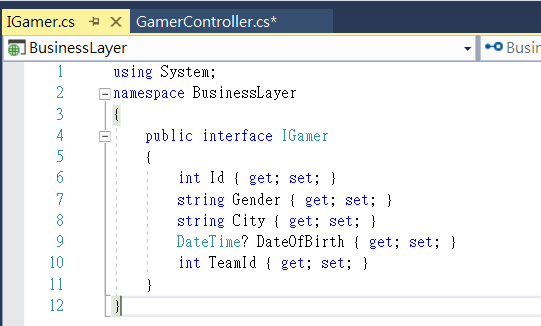 IGamer.cs
GamerController.cs*
BusinessLayer
Busin
1 using System;
2 namespace BusinessLayer
3 {
4 public interface IGamer
5 {
6 int Id { get; set; }
7 string Gender { get; set; }
8 string City { get; set; }
9 DateTime? DateOfBirth { get; set; }
10 int TeamId { get; set; }
11 }
12 }